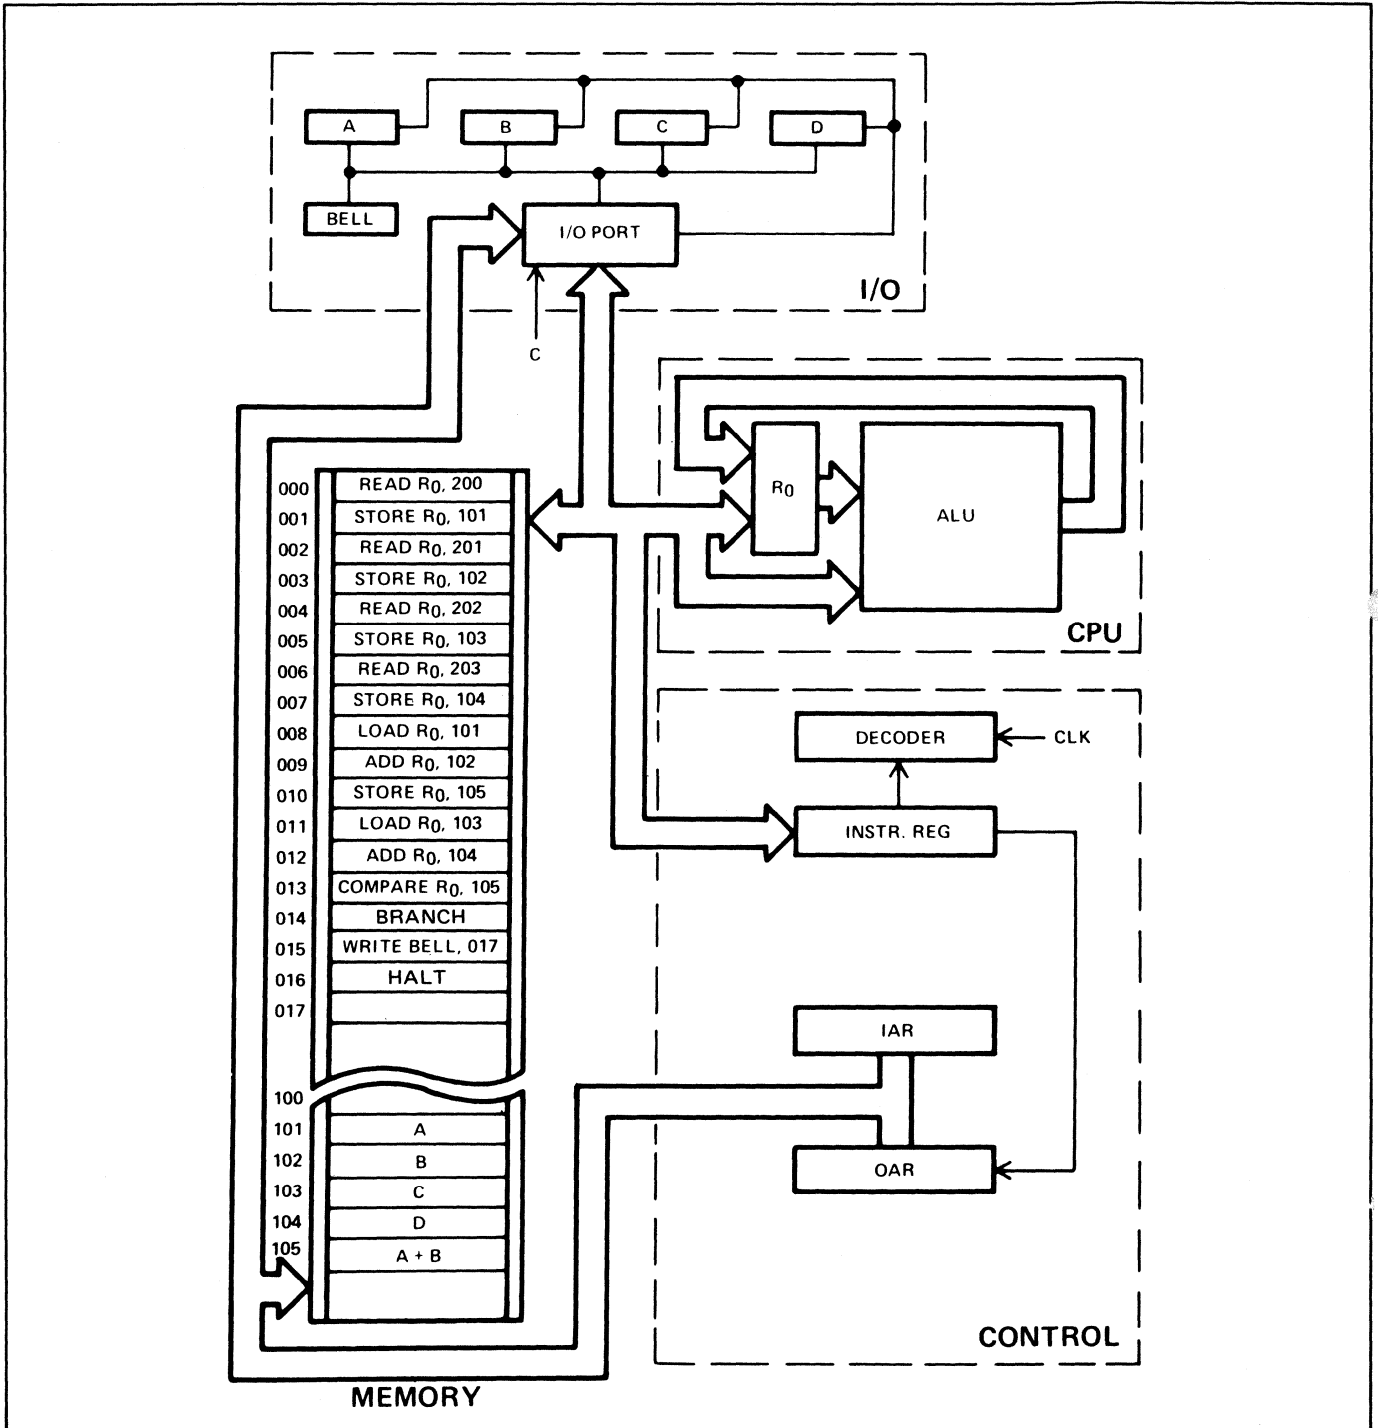 A B C D
BELL
I/O PORT
I/O
C
R0
ALU
CPU
000 READ R0, 200
001 STORE R0, 101
002 READ R0, 201
003 STORE R0, 102
004 READ R0, 202
005 STORE R0, 103
006 READ R0, 203
007 STORE R0, 104
008 LOAD R0, 101
009 ADD R0, 102
010 STORE R0, 105
011 LOAD R0, 103
012 ADD R0, 104
013 COMPARE R0, 105
014 BRANCH
015 WRITE BELL, 017
016 HALT
017
100
101 A
102 B
103 C
104 D
105 A + B
MEMORY
DECODER
CLK
INSTR. REG
IAR
OAR
CONTROL